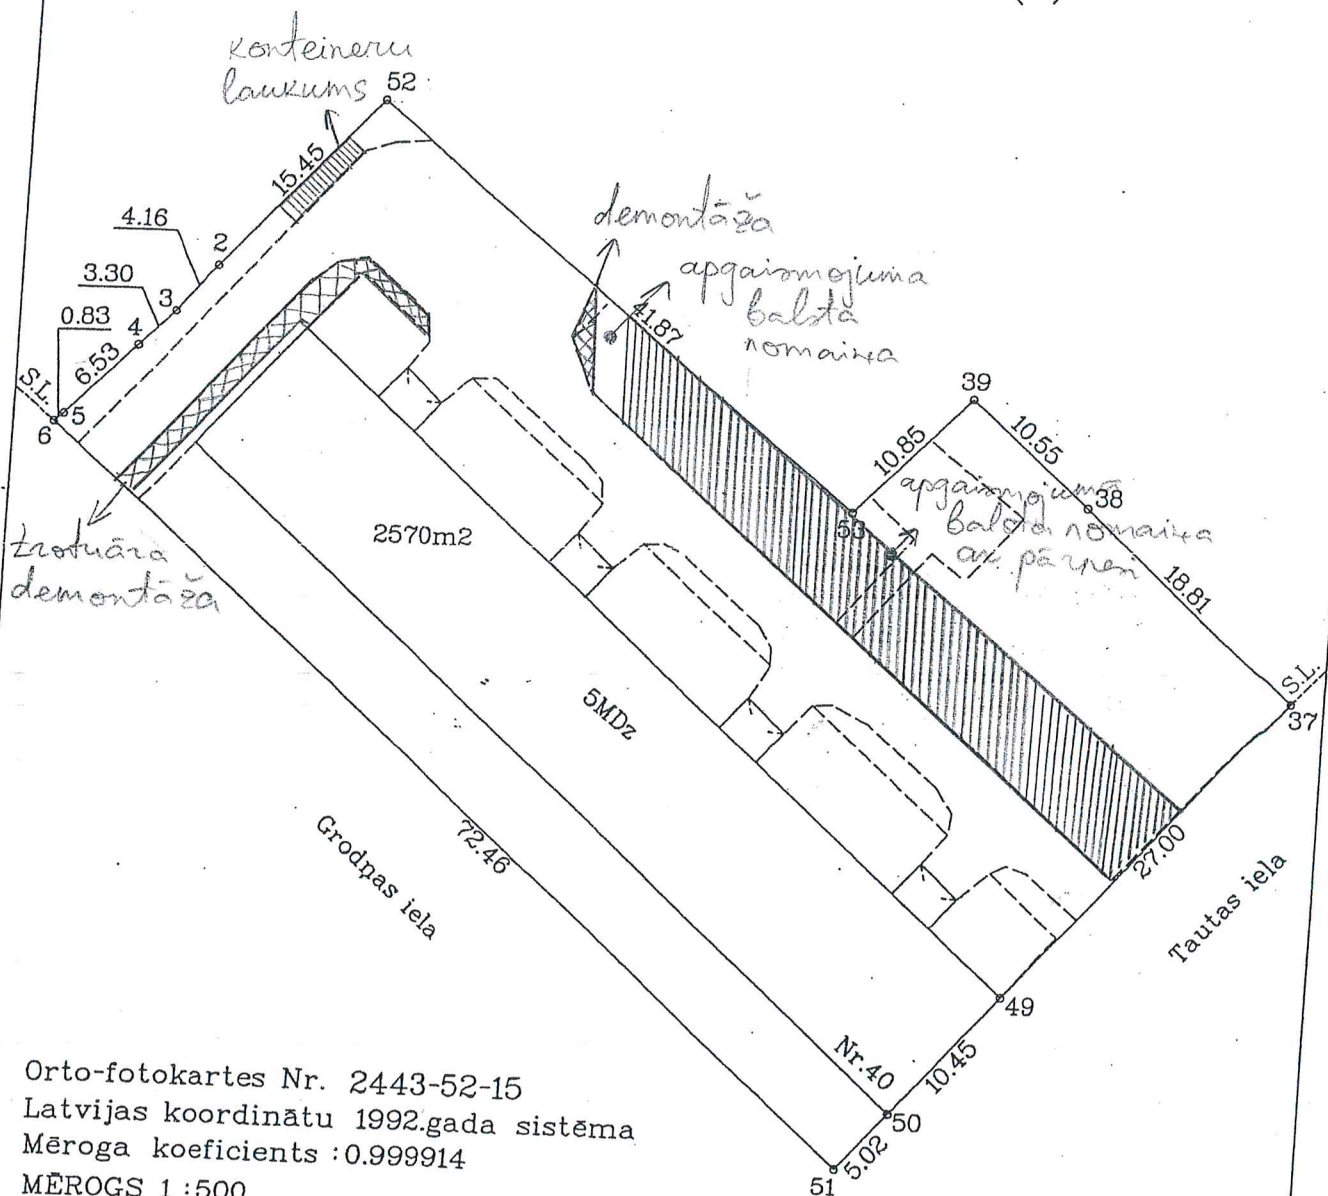 konteineru
laukums
52
15.45
4.16
2
3.30
3
0.83
4
6.53
S.L.
5
6
demontāža
apgaismojuma
balsta
nomaiņa
41.87
39
10.85
10.55
38
53
apgaismojuma
balsta nomaiņa
ar pārnesi
18.81
S.L.
37
trotuāra
demontāža
2570m2
5MDz
72.46
Grodņas iela
27.00
Tautas iela
49
Nr.40
10.45
50
5.02
51
Orto-fotokartes Nr. 2443-52-15
Latvijas koordinātu 1992.gada sistēma
Mēroga koeficients :0.999914
MĒROGS 1 :500